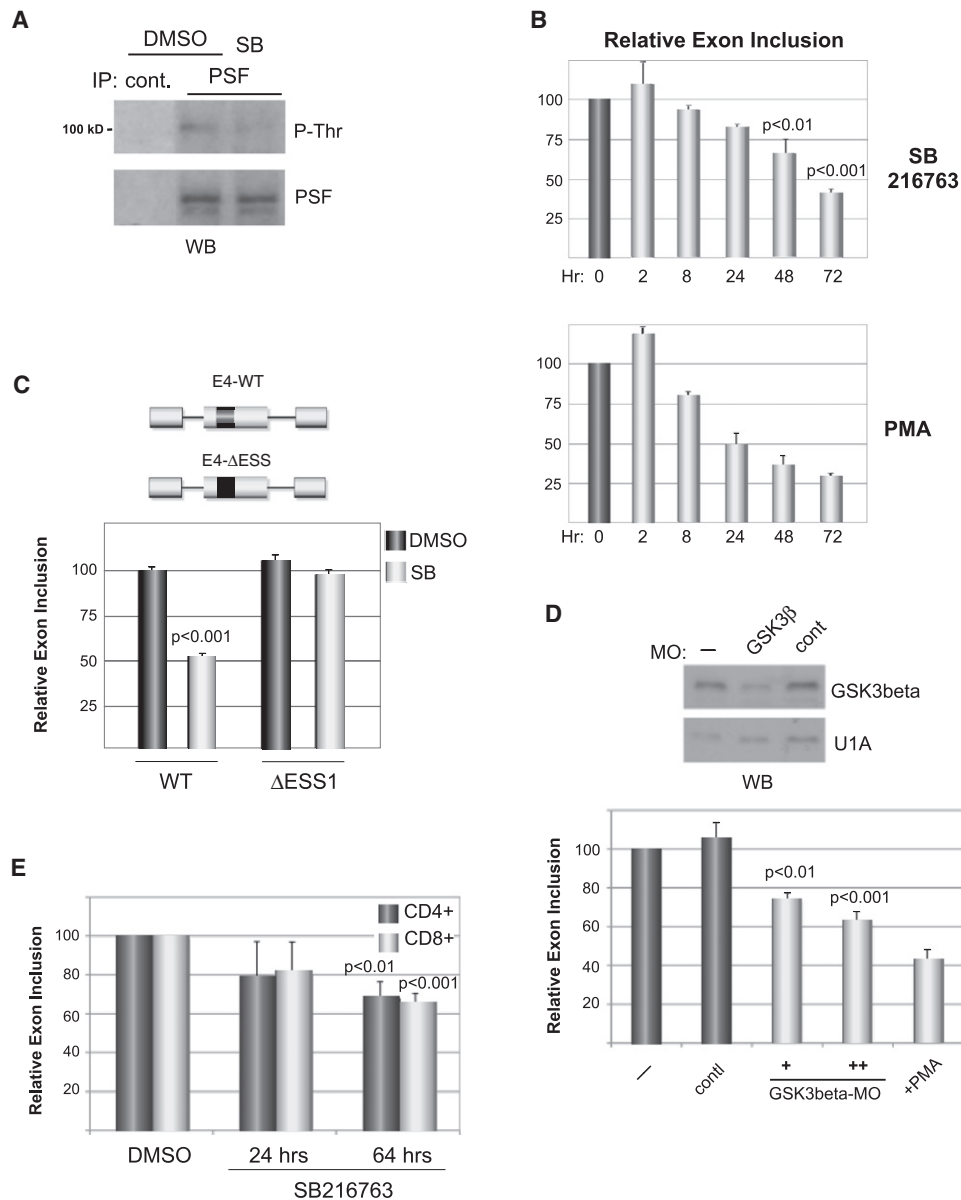 A
DMSO SB
IP: cont. PSF
100 kD
P-Thr
PSF
WB
B
Relative Exon Inclusion
100
75
50
25
p<0.01
p<0.001
SB
216763
Hr: 0 2 8 24 48 72
100
75
50
25
PMA
Hr: 0 2 8 24 48 72
C
E4-WT
E4-ΔESS
Relative Exon Inclusion
100
75
50
25
p<0.001
DMSO
SB
WT ΔESS1
D
MO: — GSK3β cont
GSK3beta
U1A
WB
Relative Exon Inclusion
100
80
60
40
20
p<0.01
p<0.001
— contl + ++ +PMA
GSK3beta-MO
E
Relative Exon Inclusion
100
80
60
40
20
CD4+
CD8+
p<0.01
p<0.001
DMSO 24 hrs 64 hrs
SB216763